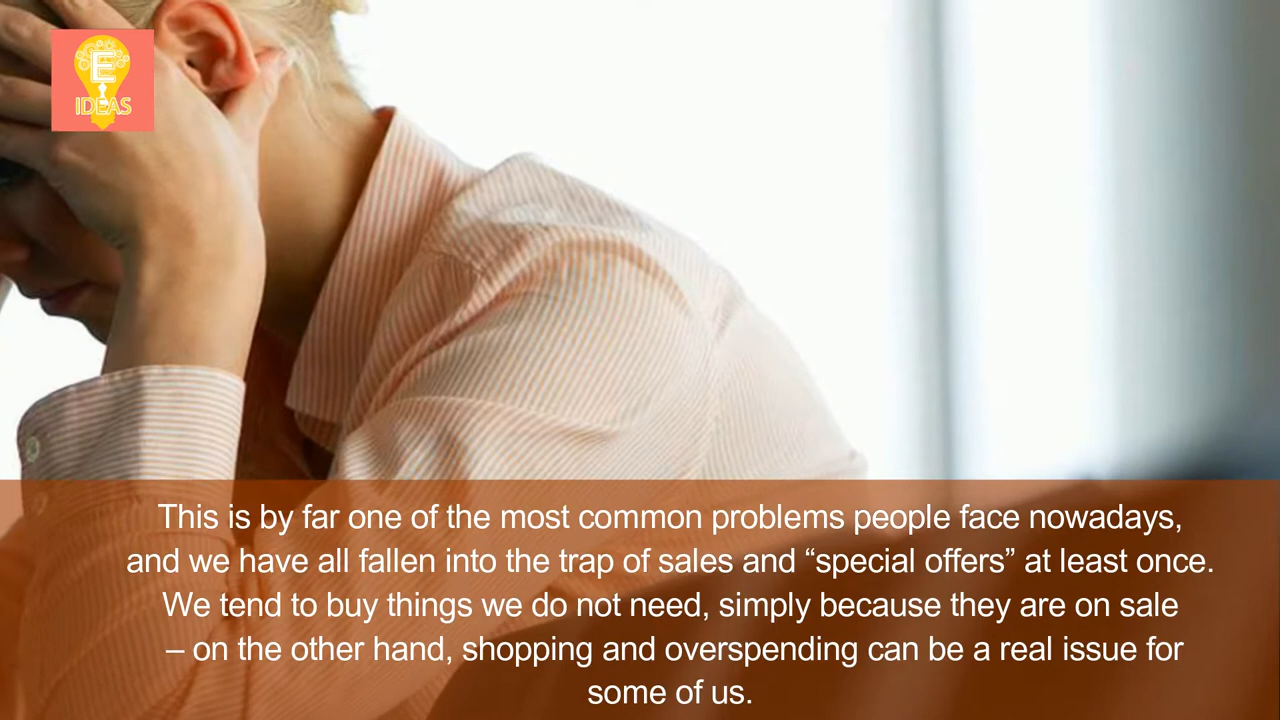 E
IDEAS
This is by far one of the most common problems people face nowadays,
and we have all fallen into the trap of sales and “special offers” at least once.
We tend to buy things we do not need, simply because they are on sale
– on the other hand, shopping and overspending can be a real issue for
some of us.